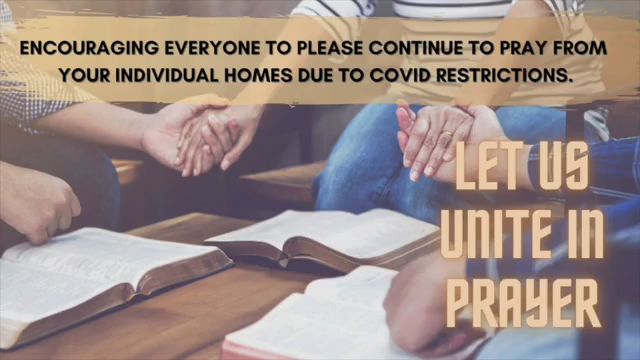 ENCOURAGING EVERYONE TO PLEASE CONTINUE TO PRAY FROM
YOUR INDIVIDUAL HOMES DUE TO COVID RESTRICTIONS.
LET US
UNITE IN
PRAYER